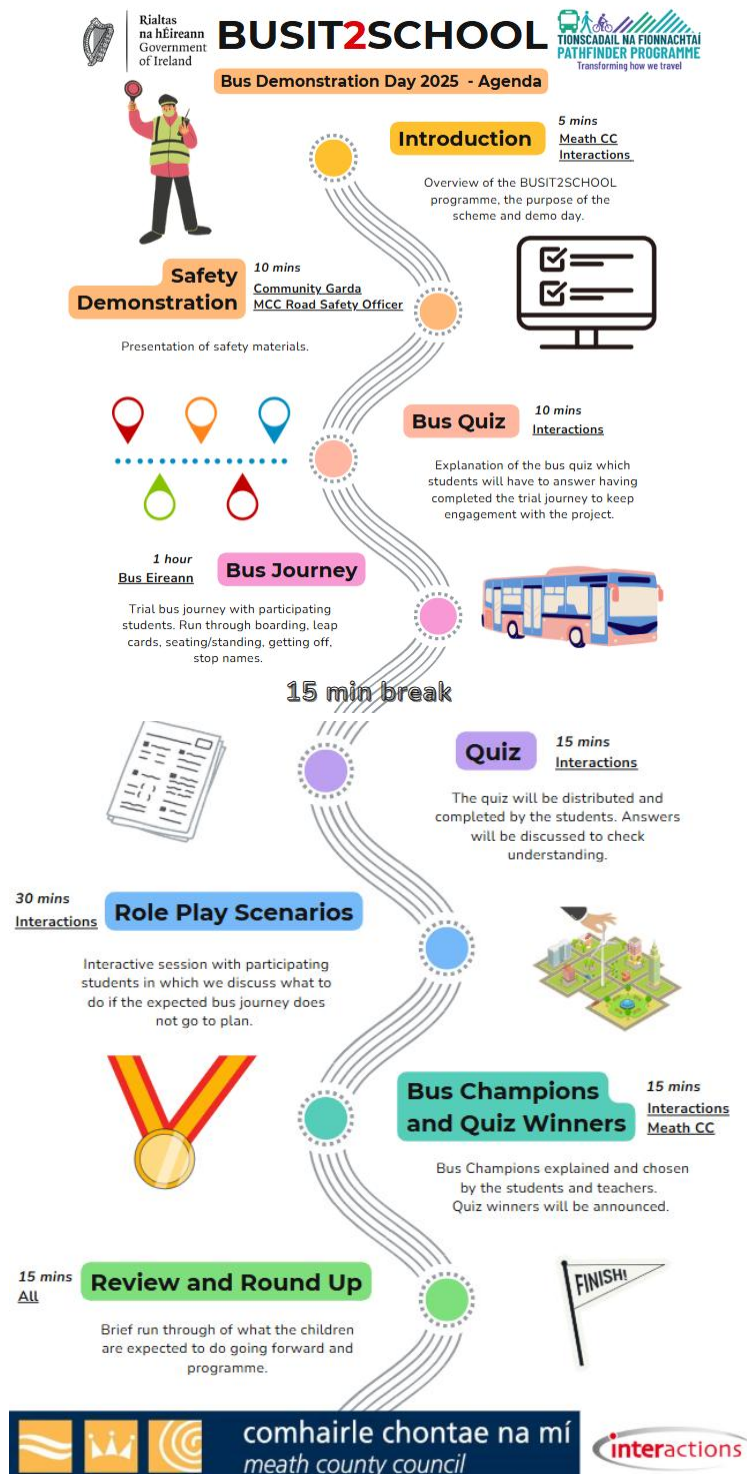 Rialtas
na hÉireann
Government
of Ireland
BUSIT2SCHOOL
TIONSCADAIL NA FIONNACHTAÍ
PATHFINDER PROGRAMME
Transforming how we travel
Bus Demonstration Day 2025 - Agenda
Introduction
5 mins
Meath CC
Interactions
Overview of the BUSIT2SCHOOL
programme, the purpose of the
scheme and demo day.
Safety
Demonstration
10 mins
Community Garda
MCC Road Safety Officer
Presentation of safety materials.
Bus Quiz
10 mins
Interactions
Explanation of the bus quiz which
students will have to answer having
completed the trial journey to keep
engagement with the project.
1 hour
Bus Eireann
Bus Journey
Trial bus journey with participating
students. Run through boarding, leap
cards, seating/standing, getting off,
stop names.
15 min break
Quiz
15 mins
Interactions
The quiz will be distributed and
completed by the students. Answers
will be discussed to check
understanding.
30 mins
Interactions
Role Play Scenarios
Interactive session with participating
students in which we discuss what to
do if the expected bus journey does
not go to plan.
Bus Champions
and Quiz Winners
15 mins
Interactions
Meath CC
Bus Champions explained and chosen
by the students and teachers.
Quiz winners will be announced.
15 mins
All
Review and Round Up
Brief run through of what the children
are expected to do going forward and
programme.
FINISH!
comhairle chontae na mí
meath county council
interactions